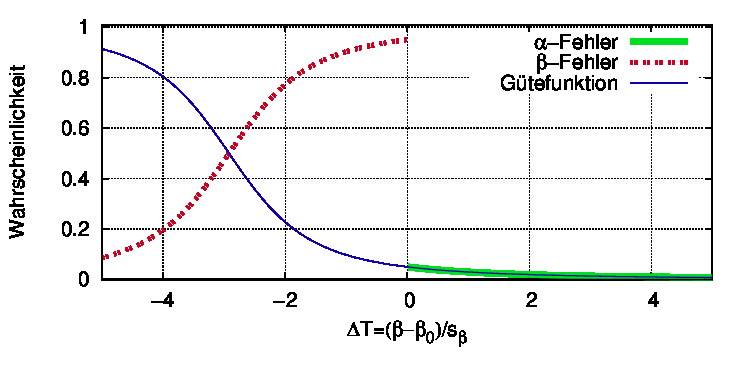 1
0.8
0.6
0.4
0.2
0
Wahrscheinlichkeit
α−Fehler
β−Fehler
Gütefunktion
−4
−2
0
2
4
ΔT=(β−β₀)/s_β